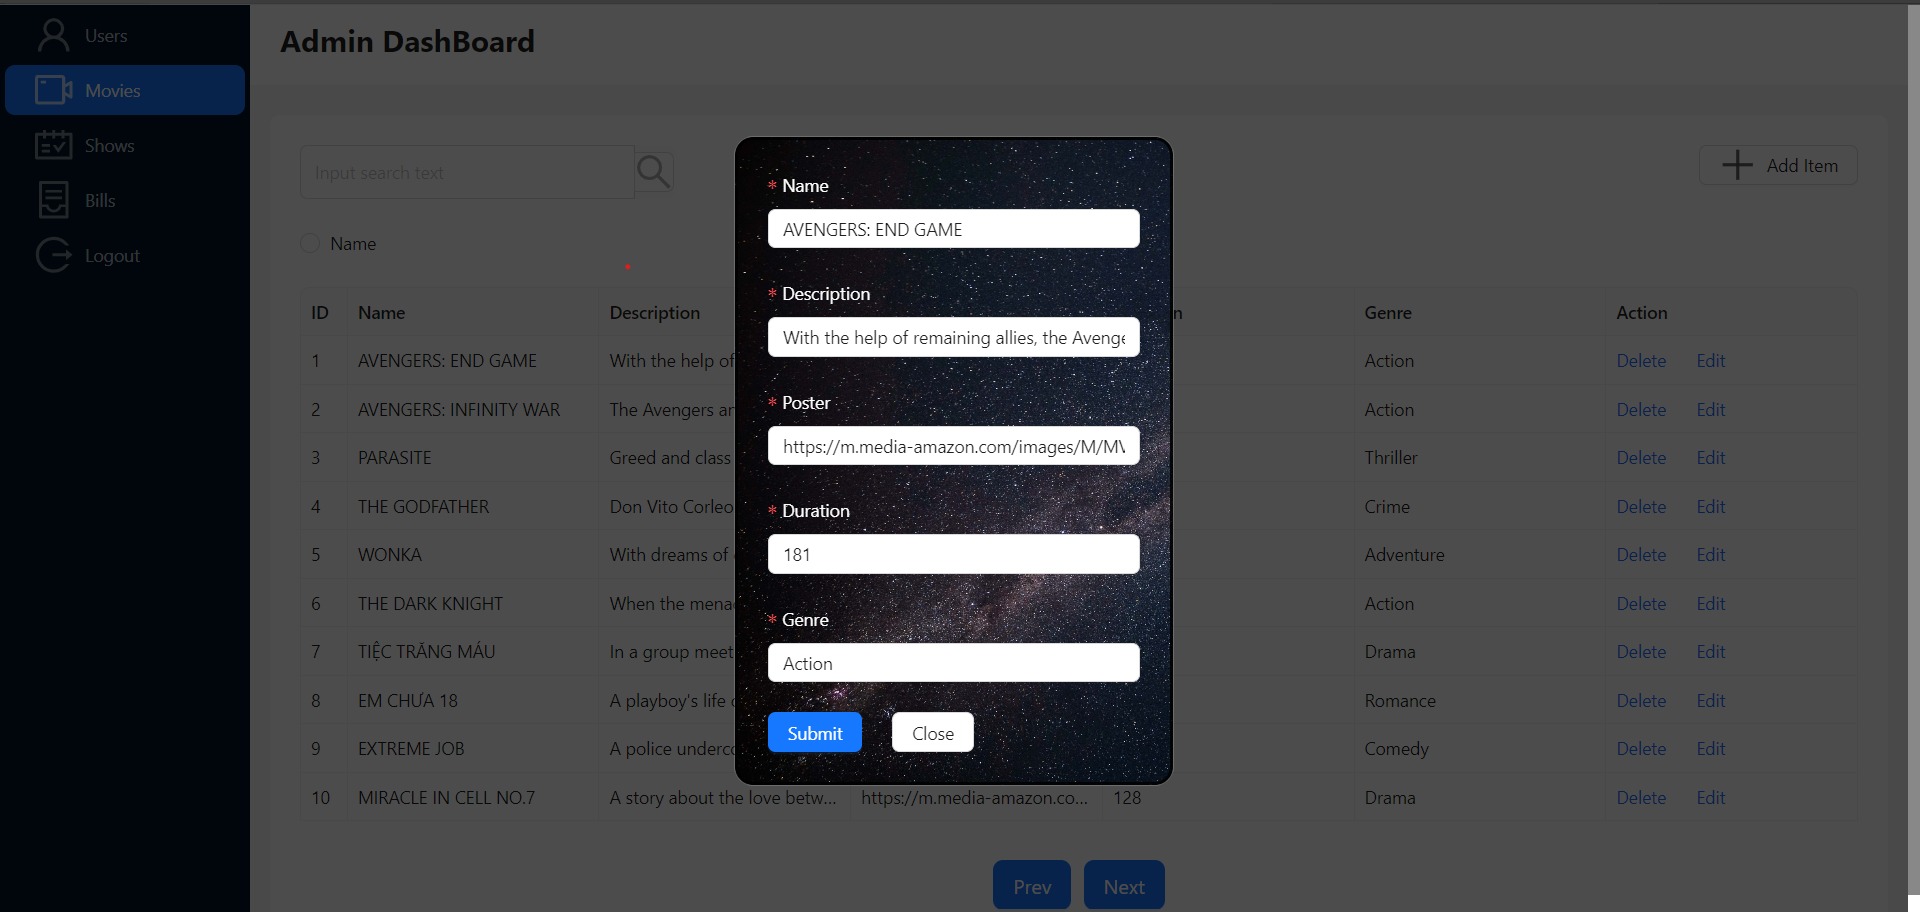 Users
Movies
Shows
Bills
Logout
Admin DashBoard
Input search text
Add Item
Name
ID Name Description Genre Action
1 AVENGERS: END GAME With the help of Action Delete Edit
2 AVENGERS: INFINITY WAR The Avengers Action Delete Edit
3 PARASITE Greed and class Thriller Delete Edit
4 THE GODFATHER Don Vito Corleo Crime Delete Edit
5 WONKA With dreams of Adventure Delete Edit
6 THE DARK KNIGHT When the mena Action Delete Edit
7 TIỆC TRĂNG MÁU In a group meet Drama Delete Edit
8 EM CHƯA 18 A playboy's life Romance Delete Edit
9 EXTREME JOB A police underco Comedy Delete Edit
10 MIRACLE IN CELL NO.7 A story about the love betw... https://m.media-amazon.co... 128 Drama Delete Edit
Prev Next
* Name
AVENGERS: END GAME
* Description
With the help of remaining allies, the Avenge
* Poster
https://m.media-amazon.com/images/M/M
* Duration
181
* Genre
Action
Submit Close